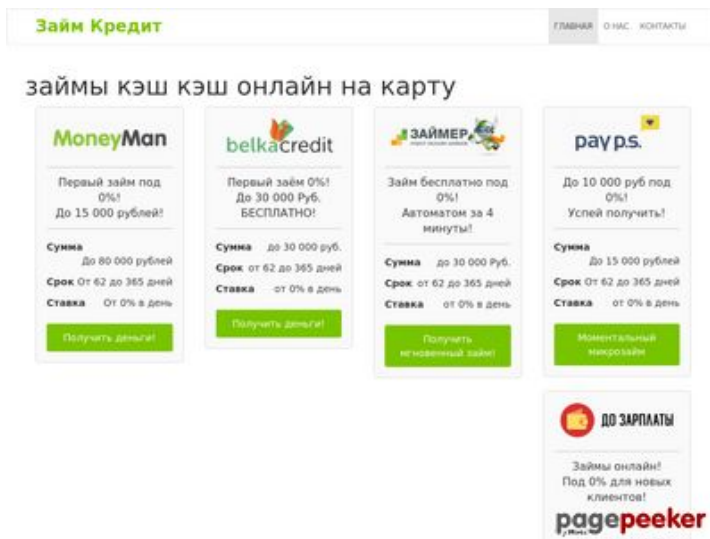 Займ Кредит
ГЛАВНАЯ О НАС КОНТАКТЫ
займы кэш кэш онлайн на карту
MoneyMan
Первый займ под
0%!
До 15 000 рублей!
Сумма
До 80 000 рублей
Срок От 62 до 365 дней
Ставка От 0% в день
Получить деньги!
belkacredit
Первый заём 0%!
До 30 000 Руб.
БЕСПЛАТНО!
Сумма до 30 000 руб.
Срок от 62 до 365 дней
Ставка от 0% в день
Получить деньги!
ЗАЙМЕР
Займ бесплатно под
0%!
Автоматом за 4
минуты!
Сумма до 30 000 Руб.
Срок от 62 до 365 дней
Ставка от 0% в день
Получить
мгновенный займ!
pay p.s.
До 10 000 руб под
0%!
Успей получить!
Сумма
До 15 000 рублей
Срок От 62 до 365 дней
Ставка от 0% в день
Моментальный
микрозайм
ДО ЗАРПЛАТЫ
Займы онлайн!
Под 0% для новых
клиентов!
pagepeeker